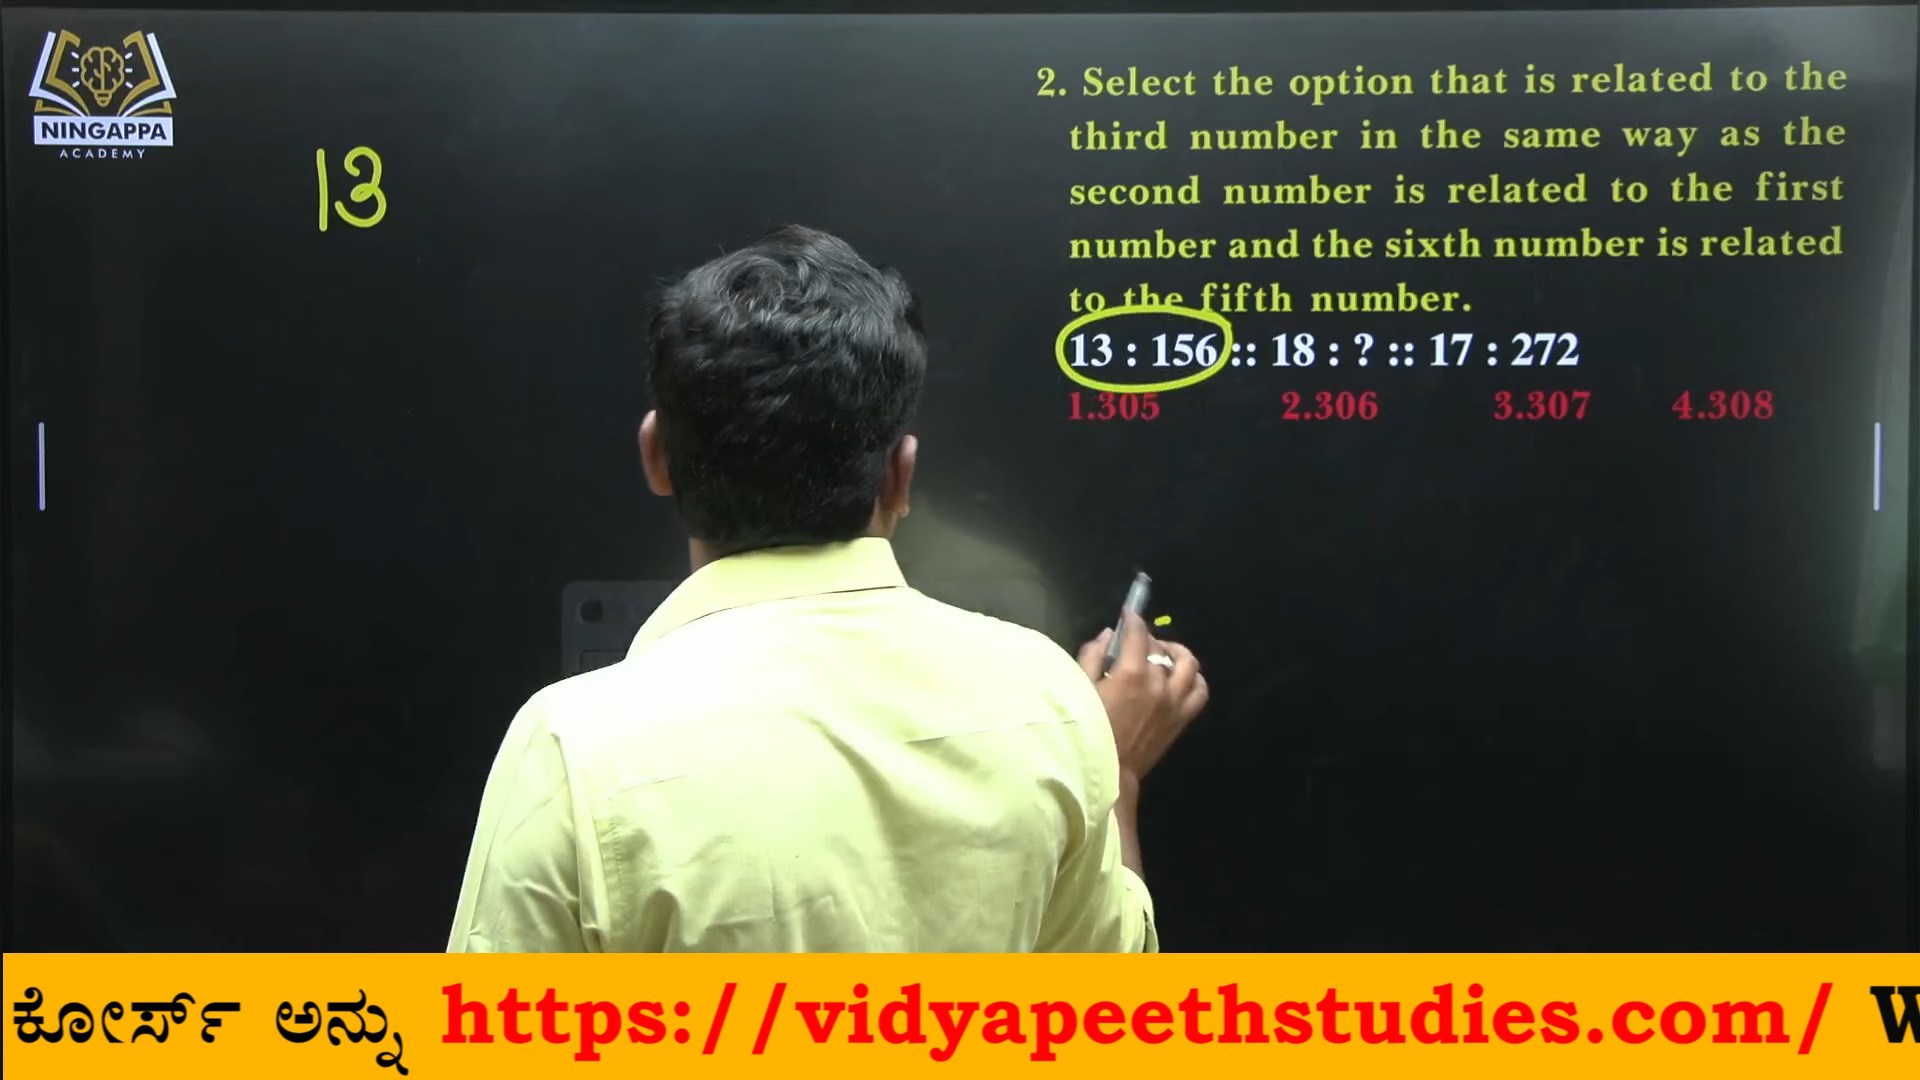 NINGAPPA
ACADEMY
13
2. Select the option that is related to the
third number in the same way as the
second number is related to the first
number and the sixth number is related
to the fifth number.
13 : 156 :: 18 : ? :: 17 : 272
1.305 2.306 3.307 4.308
ಕೋರ್ಸ್ ಅನ್ನು https://vidyapeethstudies.com/ W